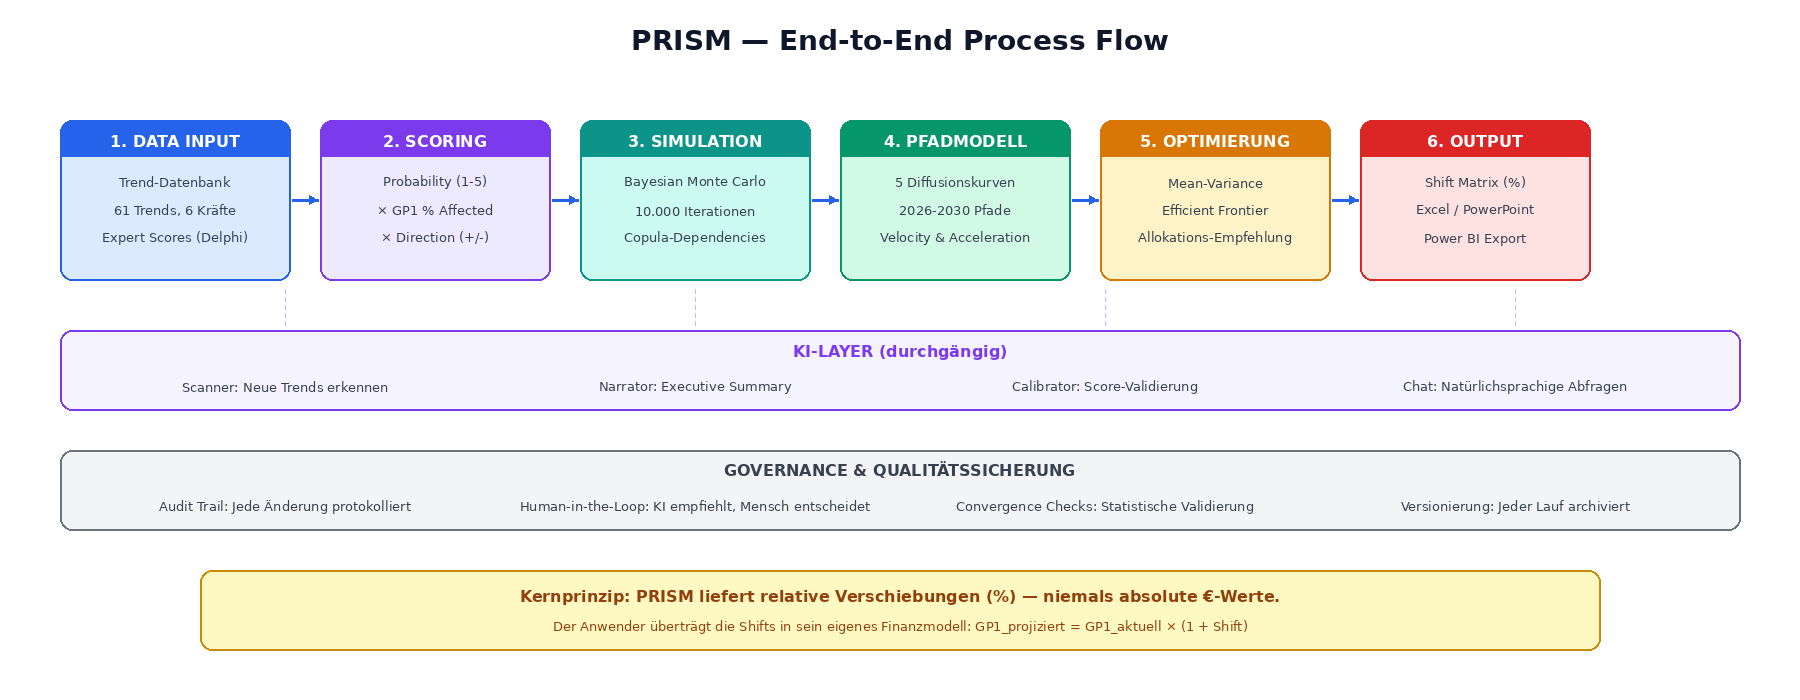 PRISM — End-to-End Process Flow
1. DATA INPUT
Trend-Datenbank
61 Trends, 6 Kräfte
Expert Scores (Delphi)
2. SCORING
Probability (1-5)
× GP1 % Affected
× Direction (+/-)
3. SIMULATION
Bayesian Monte Carlo
10.000 Iterationen
Copula-Dependencies
4. PFADMODELL
5 Diffusionskurven
2026-2030 Pfade
Velocity & Acceleration
5. OPTIMIERUNG
Mean-Variance
Efficient Frontier
Allokations-Empfehlung
6. OUTPUT
Shift Matrix (%)
Excel / PowerPoint
Power BI Export
KI-LAYER (durchgängig)
Scanner: Neue Trends erkennen
Narrator: Executive Summary
Calibrator: Score-Validierung
Chat: Natürlichsprachige Abfragen
GOVERNANCE & QUALITÄTSSICHERUNG
Audit Trail: Jede Änderung protokolliert
Human-in-the-Loop: KI empfiehlt, Mensch entscheidet
Convergence Checks: Statistische Validierung
Versionierung: Jeder Lauf archiviert
Kernprinzip: PRISM liefert relative Verschiebungen (%) — niemals absolute €-Werte.
Der Anwender überträgt die Shifts in sein eigenes Finanzmodell: GP1_projiziert = GP1_aktuell × (1 + Shift)